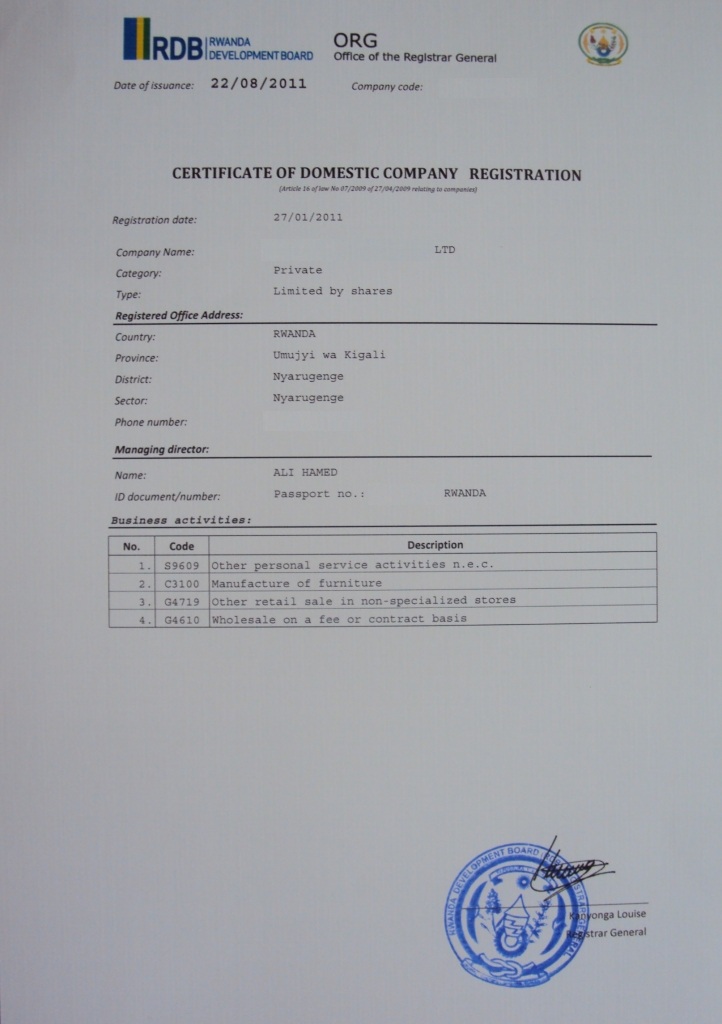 RDB RWANDA DEVELOPMENT BOARD
ORG
Office of the Registrar General
Date of issuance: 22/08/2011 Company code:
CERTIFICATE OF DOMESTIC COMPANY REGISTRATION
(Article 16 of law No 07/2009 of 27/04/2009 relating to companies)
Registration date: 27/01/2011
Company Name: LTD
Category: Private
Type: Limited by shares
Registered Office Address:
Country: RWANDA
Province: Umujyi wa Kigali
District: Nyarugenge
Sector: Nyarugenge
Phone number:
Managing director:
Name: ALI HAMED
ID document/number: Passport no.: RWANDA
Business activities:
No. Code Description
1. S9609 Other personal service activities n.e.c.
2. C3100 Manufacture of furniture
3. G4719 Other retail sale in non-specialized stores
4. G4610 Wholesale on a fee or contract basis
RWANDA DEVELOPMENT BOARD
Kanyonga Louise
Registrar General